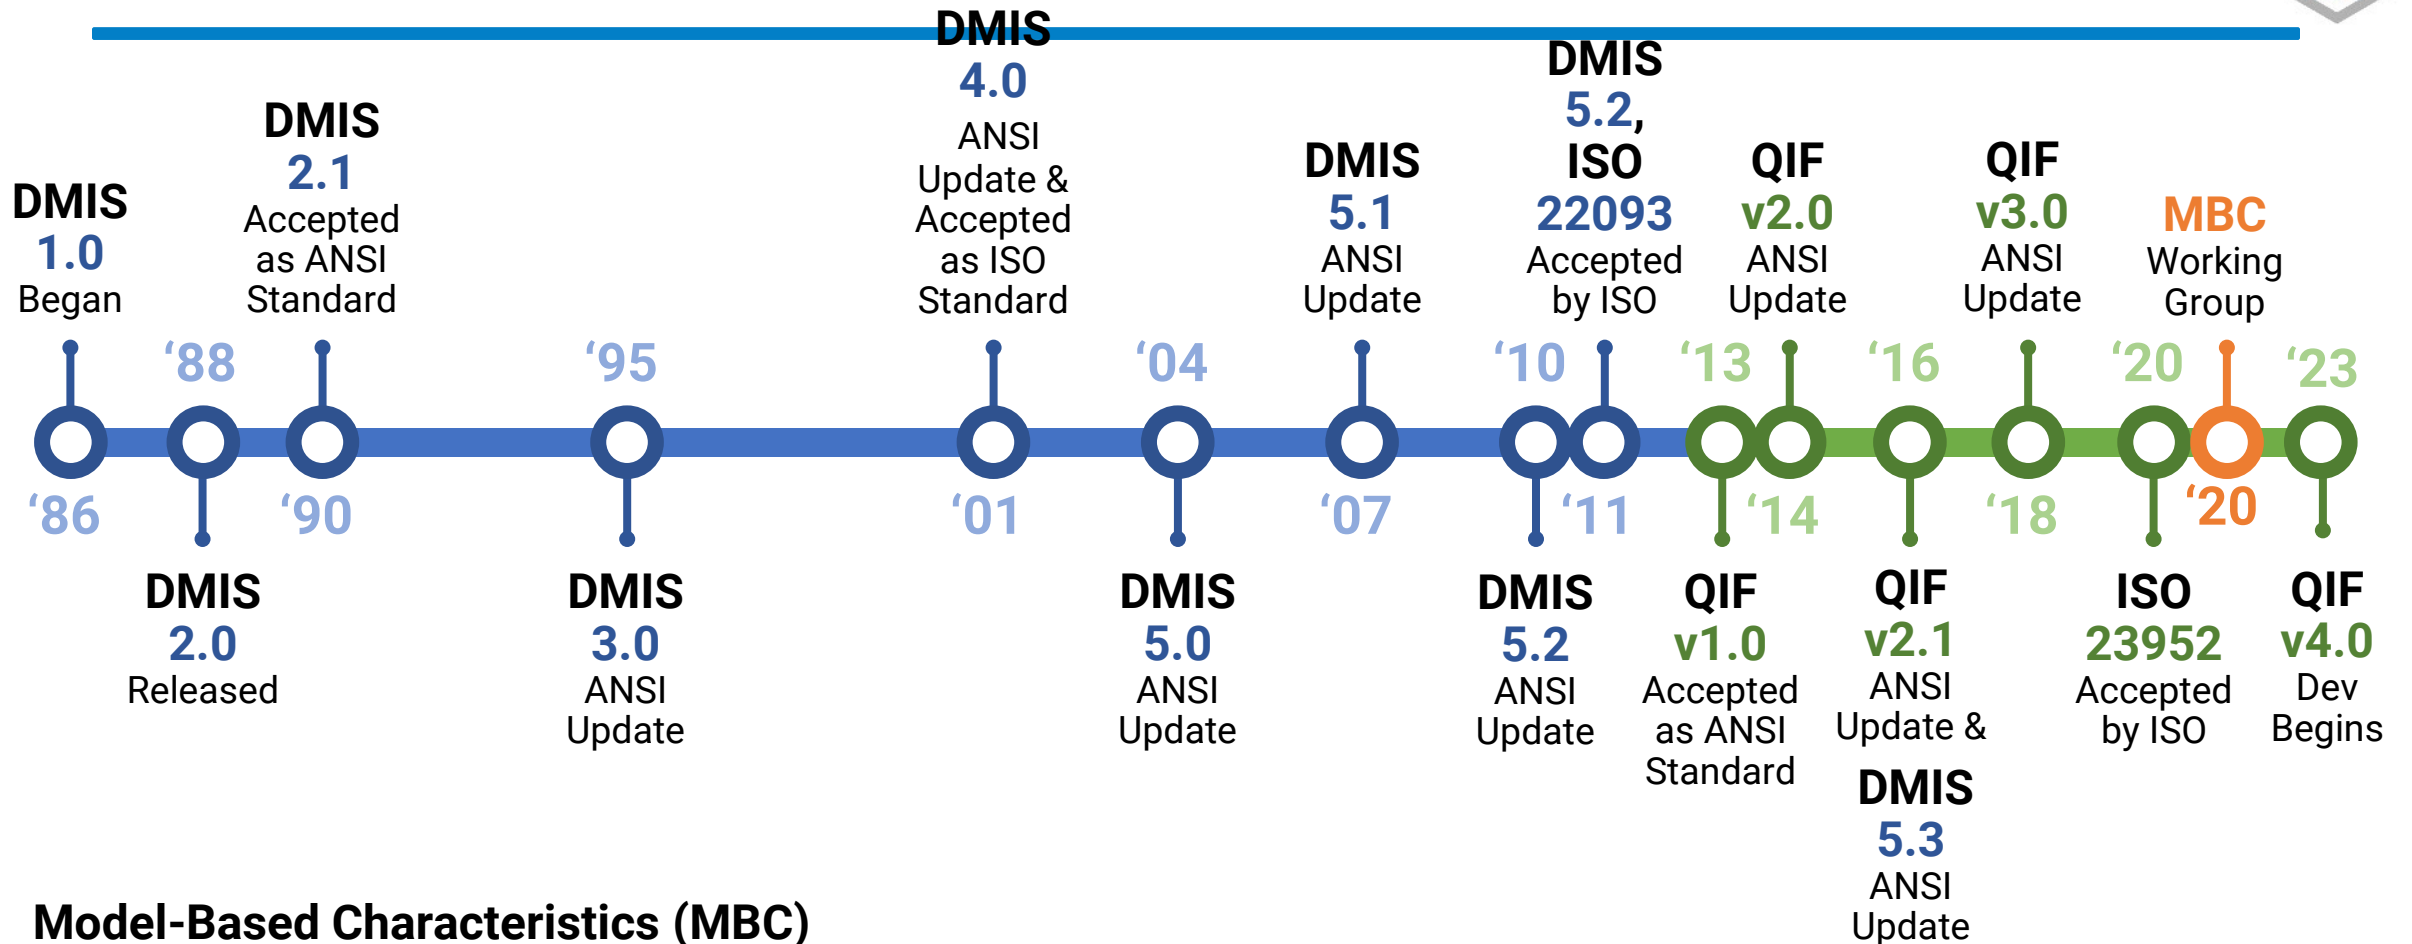 DMIS
1.0
Began
‘86
‘88
DMIS
2.0
Released
DMIS
2.1
Accepted
as ANSI
Standard
‘90
‘95
DMIS
3.0
ANSI
Update
DMIS
4.0
ANSI
Update &
Accepted
as ISO
Standard
‘01
‘04
DMIS
5.0
ANSI
Update
DMIS
5.1
ANSI
Update
‘07
‘10
DMIS
5.2
ANSI
Update
DMIS
5.2,
ISO
22093
Accepted
by ISO
‘11
‘13
QIF
v1.0
Accepted
as ANSI
Standard
QIF
v2.0
ANSI
Update
‘14
‘16
QIF
v2.1
ANSI
Update &
DMIS
5.3
ANSI
Update
QIF
v3.0
ANSI
Update
‘18
‘20
ISO
23952
Accepted
by ISO
MBC
Working
Group
‘20
‘23
QIF
v4.0
Dev
Begins
Model-Based Characteristics (MBC)